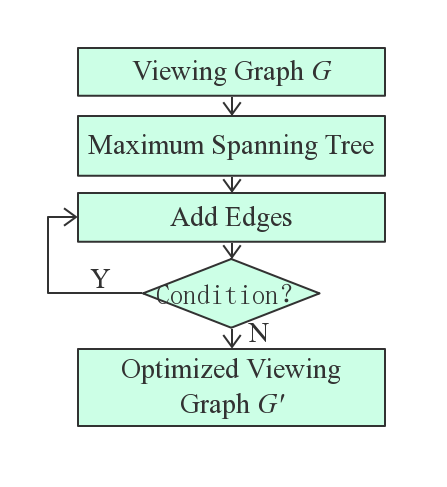 Viewing Graph G
Maximum Spanning Tree
Add Edges
Y
Condition?
N
Optimized Viewing
Graph G′